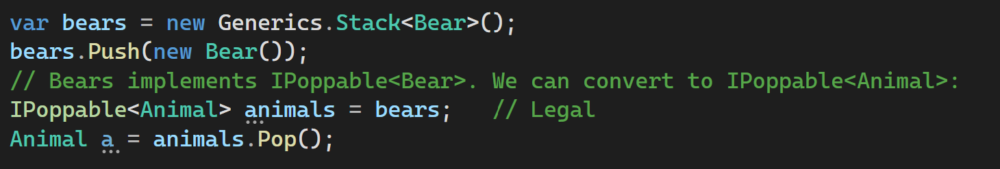 var bears = new Generics.Stack<Bear>();
bears.Push(new Bear());
// Bears implements IPoppable<Bear>. We can convert to IPoppable<Animal>:
IPoppable<Animal> animals = bears;   // Legal
Animal a = animals.Pop();